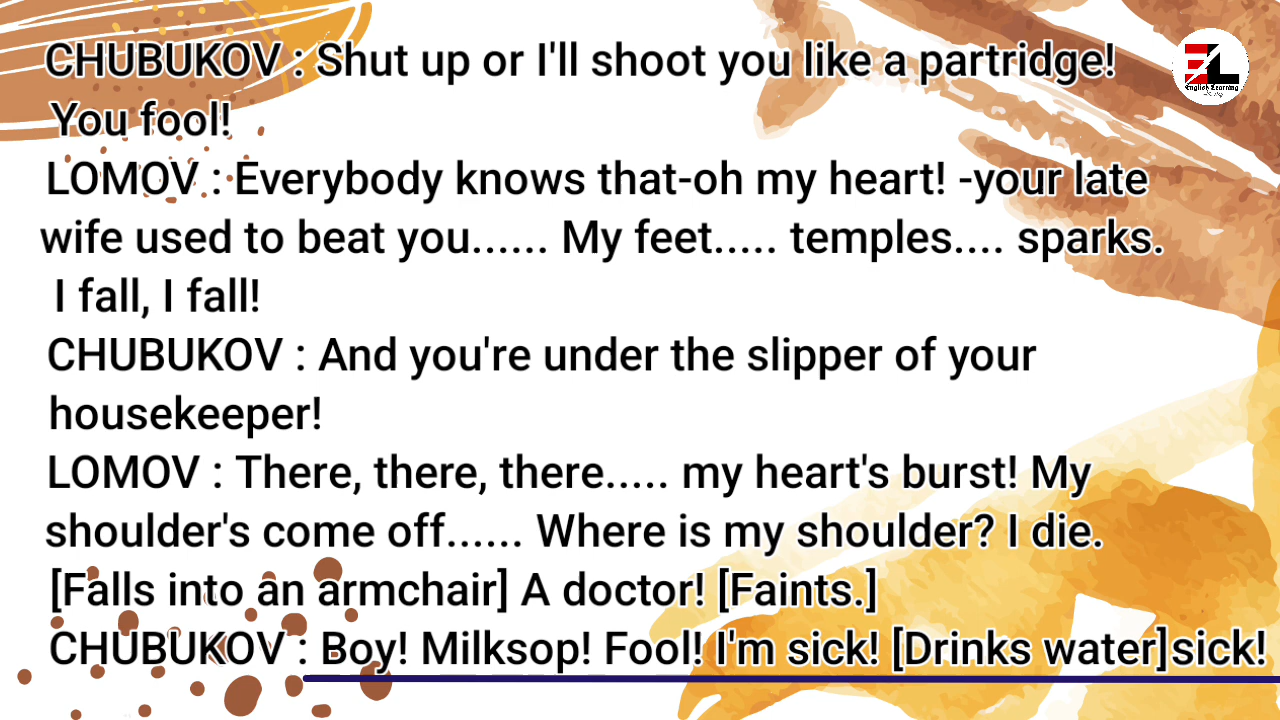 CHUBUKOV : Shut up or I'll shoot you like a partridge!
You fool!
LOMOV : Everybody knows that-oh my heart! -your late
wife used to beat you...... My feet..... temples.... sparks.
I fall, I fall!
CHUBUKOV : And you're under the slipper of your
housekeeper!
LOMOV : There, there, there..... my heart's burst! My
shoulder's come off...... Where is my shoulder? I die.
[Falls into an armchair] A doctor! [Faints.]
CHUBUKOV : Boy! Milksop! Fool! I'm sick! [Drinks water]sick!
EL
English Learning